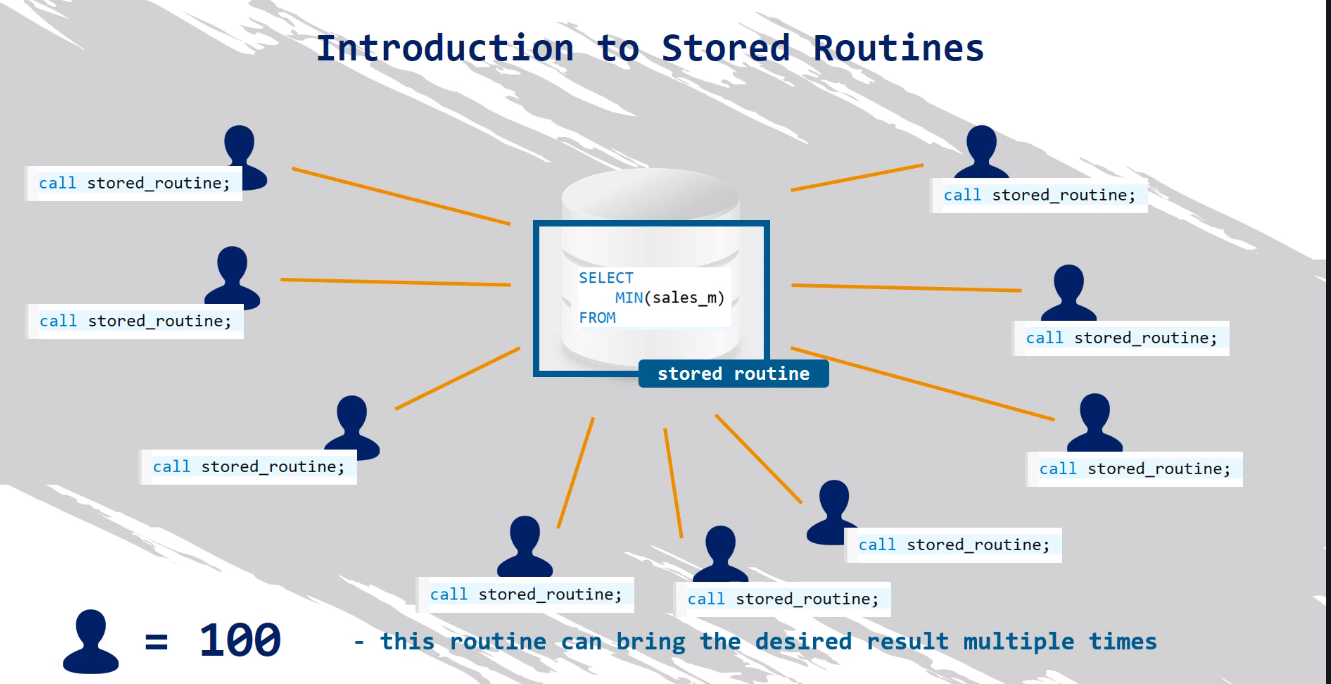 Introduction to Stored Routines
call stored_routine;
call stored_routine;
call stored_routine;
SELECT
MIN(sales_m)
FROM
stored routine
call stored_routine;
call stored_routine;
call stored_routine;
call stored_routine;
call stored_routine;
call stored_routine;
= 100
- this routine can bring the desired result multiple times